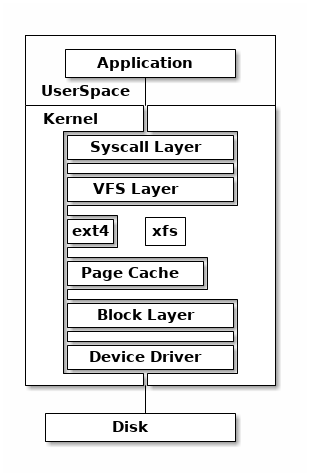 Application
UserSpace
Kernel
Syscall Layer
VFS Layer
ext4 xfs
Page Cache
Block Layer
Device Driver
Disk